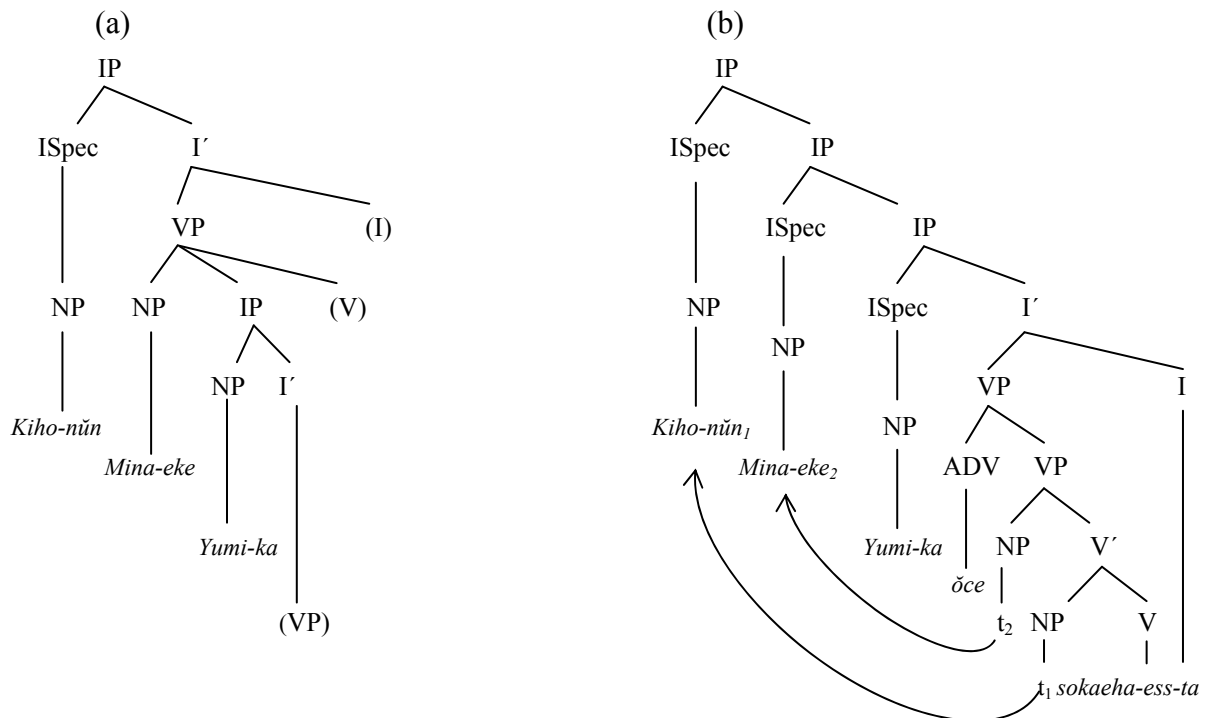 (a) (b)
IP IP
ISpec I´ ISpec IP
VP (I) ISpec IP
NP NP IP (V) NP ISpec I´
NP
NP I´ VP I
Kiho-nŭn Kiho-nŭn₁ NP
Mina-eke Mina-eke₂ ADV VP
Yumi-ka Yumi-ka NP V´
ŏce
(VP) t₂ NP V
t₁ sokaeha-ess-ta